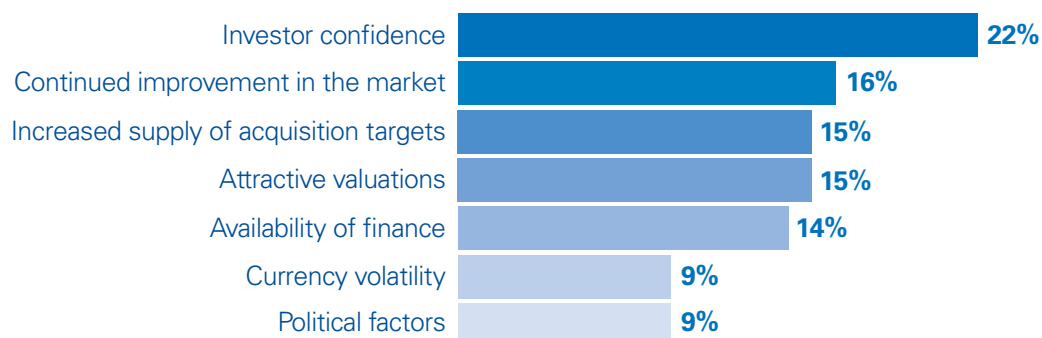 Investor confidence 22%
Continued improvement in the market 16%
Increased supply of acquisition targets 15%
Attractive valuations 15%
Availability of finance 14%
Currency volatility 9%
Political factors 9%